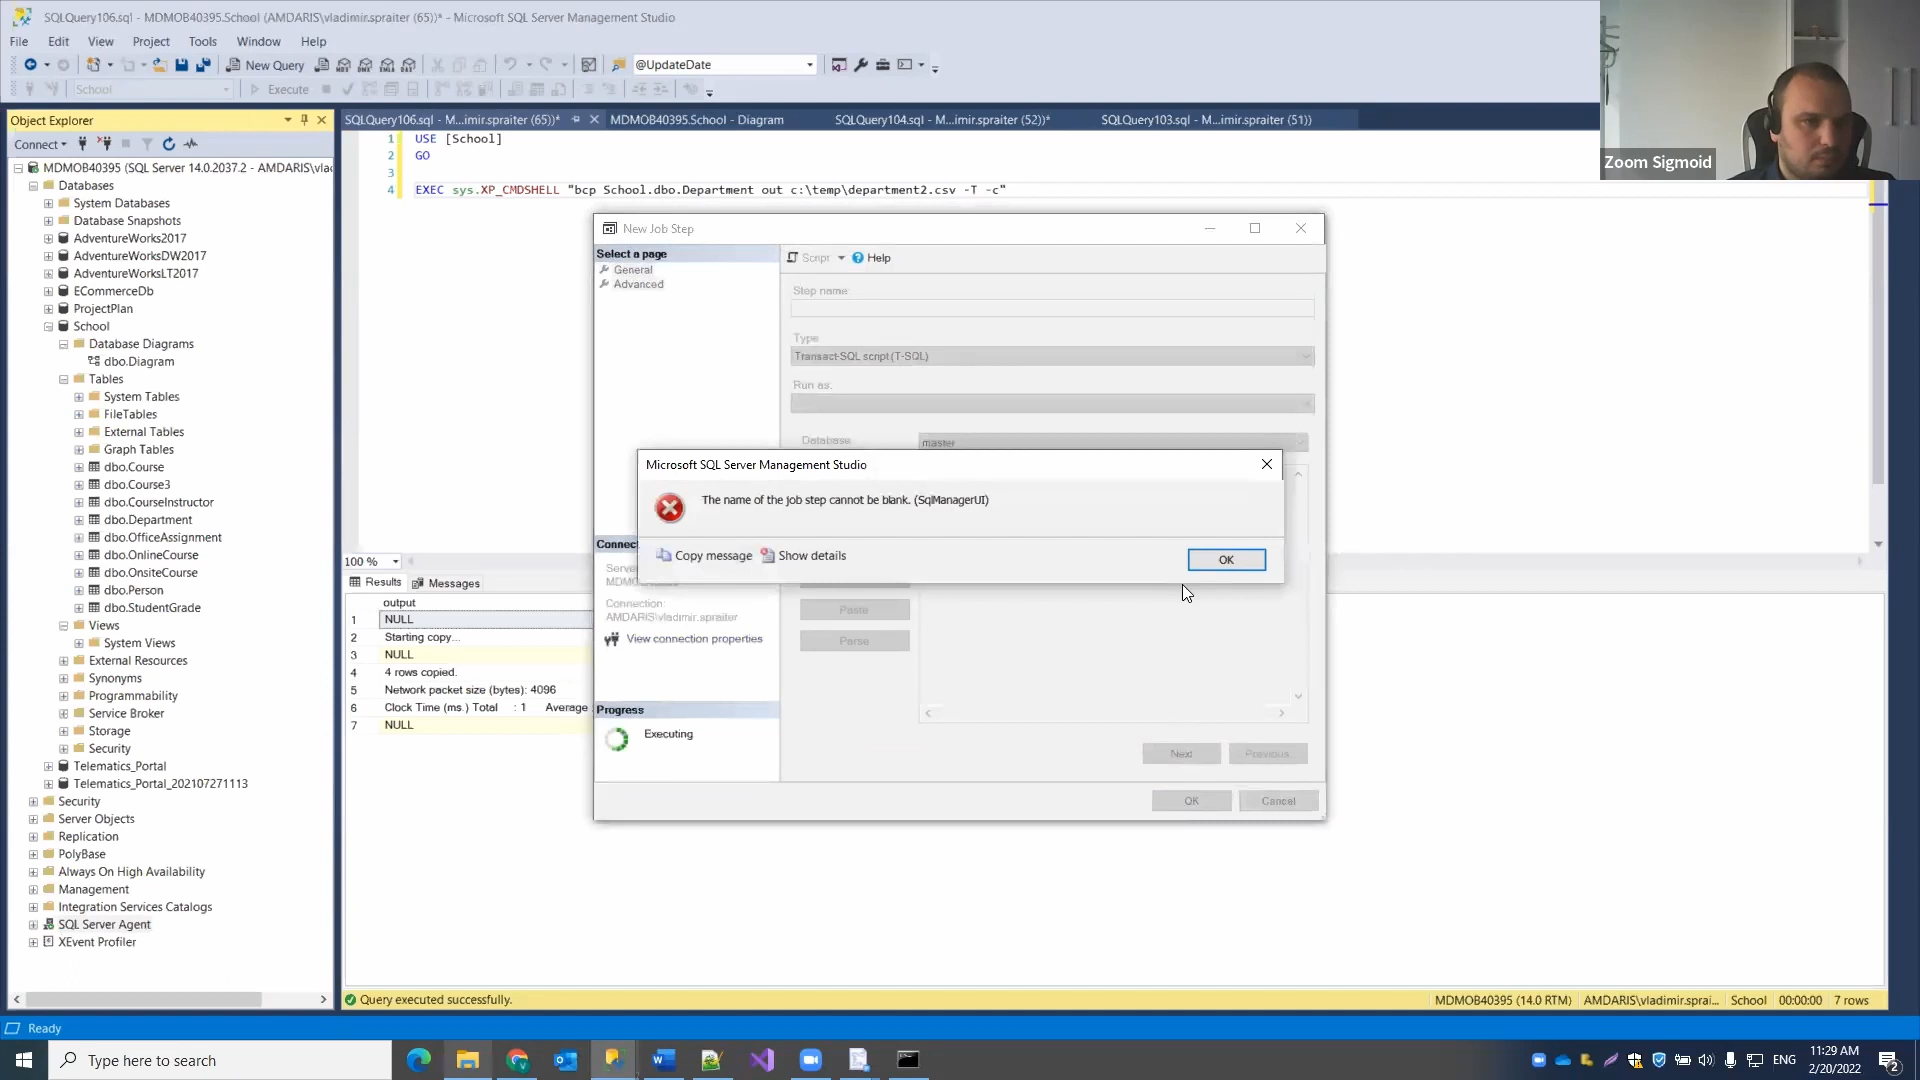 SQLQuery106.sql - MDMOB40395.School (AMDARIS\vladimir.spraiter (65))* - Microsoft SQL Server Management Studio
File Edit View Project Tools Window Help
New Query
@UpdateDate
School
Execute
Object Explorer
Connect
MDMOB40395 (SQL Server 14.0.2037.2 - AMDARIS\vlad
Databases
System Databases
Database Snapshots
AdventureWorks2017
AdventureWorksDW2017
AdventureWorksLT2017
ECommerceDb
ProjectPlan
School
Database Diagrams
dbo.Diagram
Tables
System Tables
FileTables
External Tables
Graph Tables
dbo.Course
dbo.Course3
dbo.CourseInstructor
dbo.Department
dbo.OfficeAssignment
dbo.OnlineCourse
dbo.OnsiteCourse
dbo.Person
dbo.StudentGrade
Views
System Views
External Resources
Synonyms
Programmability
Service Broker
Storage
Security
Telematics_Portal
Telematics_Portal_202107271113
Security
Server Objects
Replication
PolyBase
Always On High Availability
Management
Integration Services Catalogs
SQL Server Agent
XEvent Profiler
SQLQuery106.sql - M...imir.spraiter (65))*
MDMOB40395.School - Diagram
SQLQuery104.sql - M...imir.spraiter (52))*
SQLQuery103.sql - M...imir.spraiter (51))
1 USE [School]
2 GO
3
4 EXEC sys.XP_CMDSHELL "bcp School.dbo.Department out c:\temp\department2.csv -T -c"
Zoom Sigmoid
New Job Step
Select a page
General
Advanced
Script
Help
Step name:
Type:
Transact-SQL script (T-SQL)
Run as:
Database:
master
Microsoft SQL Server Management Studio
The name of the job step cannot be blank. (SqlManagerUI)
Copy message
Show details
OK
Connec
Server:
Connection:
AMDARIS\vladimir.spraiter
View connection properties
Paste
Parse
Progress
Executing
Next
Previous
OK
Cancel
100 %
Results
Messages
output
1 NULL
2 Starting copy...
3 NULL
4 4 rows copied.
5 Network packet size (bytes): 4096
6 Clock Time (ms.) Total : 1 Average
7 NULL
Query executed successfully.
MDMOB40395 (14.0 RTM)
AMDARIS\vladimir.sprai...
School
00:00:00
7 rows
Ready
Type here to search
ENG
11:29 AM
2/20/2022
2